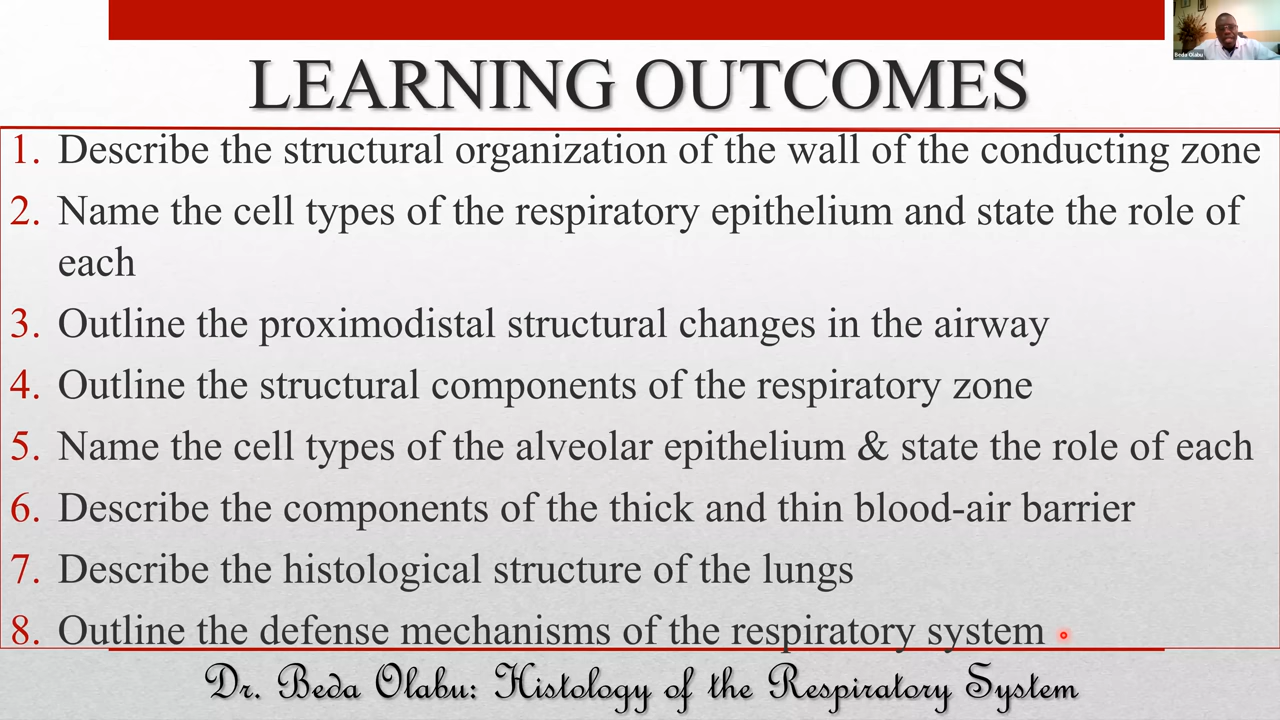 Beda Olabu
LEARNING OUTCOMES
1. Describe the structural organization of the wall of the conducting zone
2. Name the cell types of the respiratory epithelium and state the role of
each
3. Outline the proximodistal structural changes in the airway
4. Outline the structural components of the respiratory zone
5. Name the cell types of the alveolar epithelium & state the role of each
6. Describe the components of the thick and thin blood-air barrier
7. Describe the histological structure of the lungs
8. Outline the defense mechanisms of the respiratory system
Dr. Beda Olabu: Histology of the Respiratory System